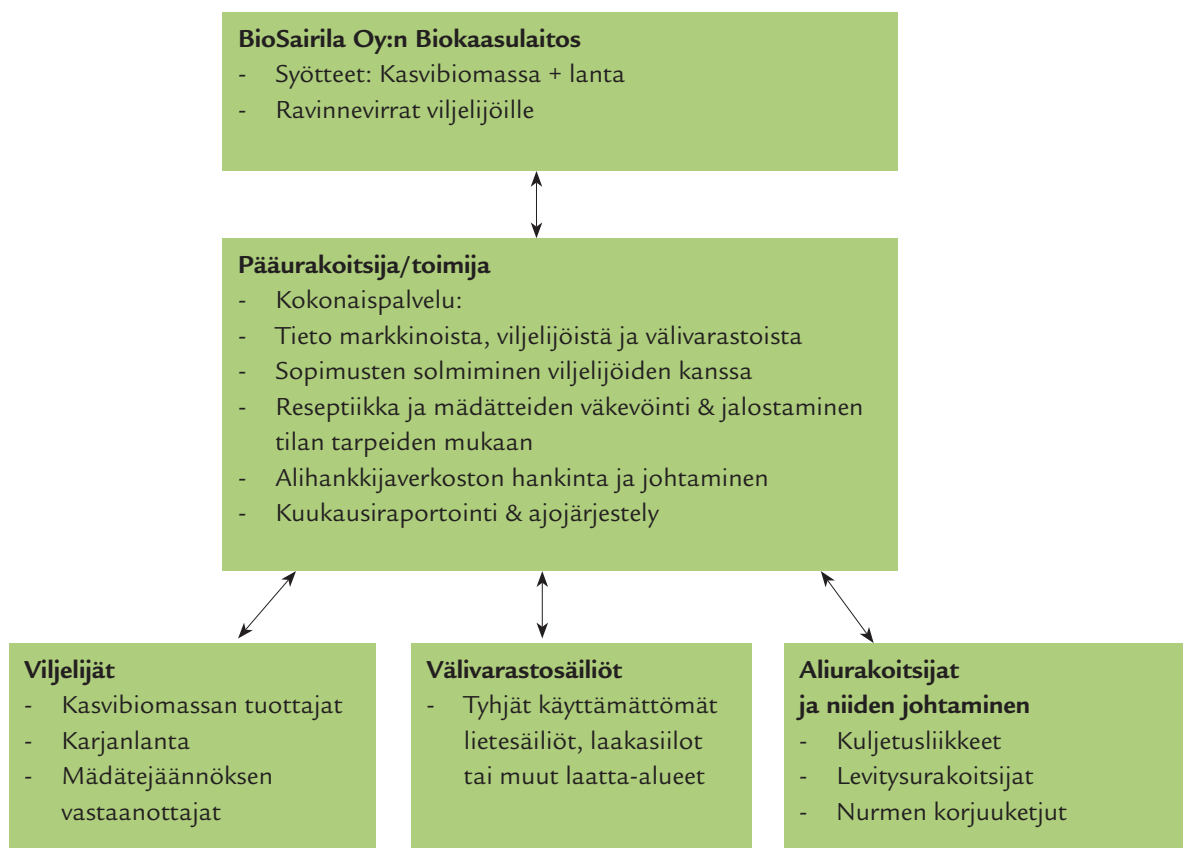 BioSairila Oy:n Biokaasulaitos
- Syötteet: Kasvibiomassa + lanta
- Ravinnevirrat viljelijöille
Pääurakoitsija/toimija
- Kokonaispalvelu:
- Tieto markkinoista, viljelijöistä ja välivarastoista
- Sopimusten solmiminen viljelijöiden kanssa
- Reseptiikka ja mädätteiden väkevöinti & jalostaminen
tilan tarpeiden mukaan
- Alihankkijaverkoston hankinta ja johtaminen
- Kuukausiraportointi & ajojärjestely
Viljelijät
- Kasvibiomassan tuottajat
- Karjanlanta
- Mädätejäännöksen
vastaanottajat
Välivarastosäiliöt
- Tyhjät käyttämättömät
lietesäiliöt, laakasiilot
tai muut laatta-alueet
Aliurakoitsijat
ja niiden johtaminen
- Kuljetusliikkeet
- Levitysurakoitsijat
- Nurmen korjuuketjut